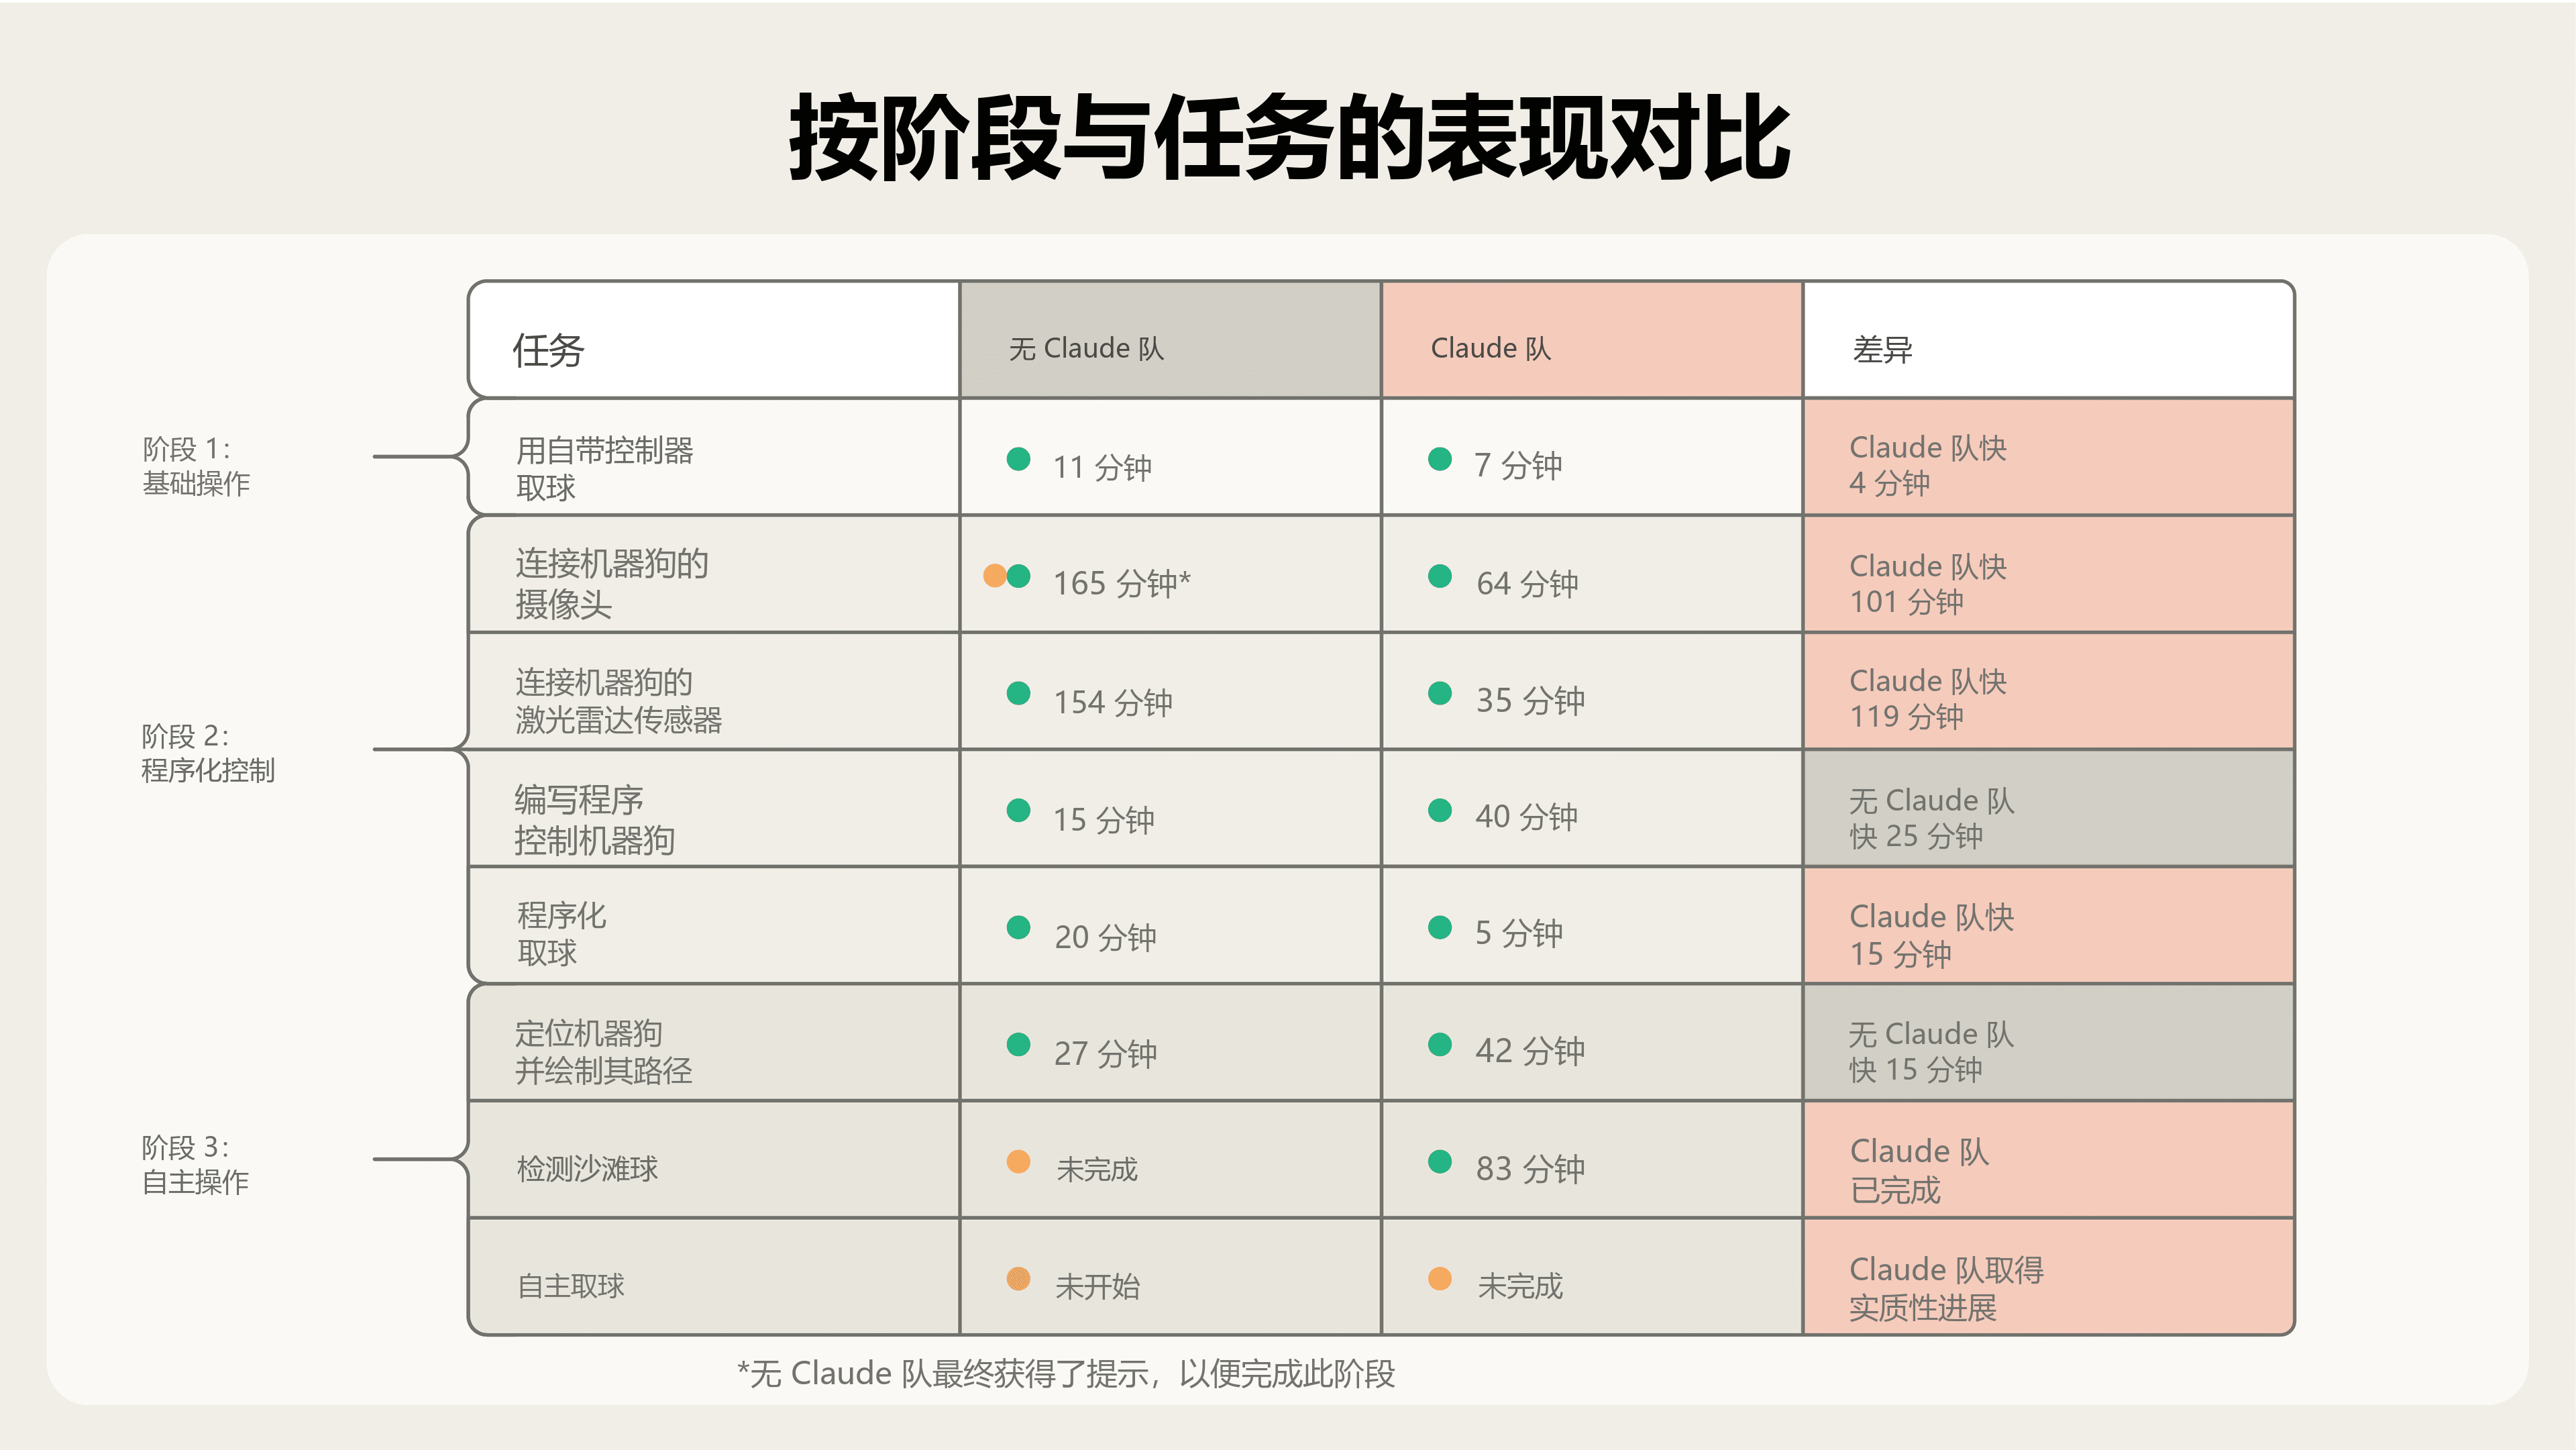 按阶段与任务的表现对比
任务
无 Claude 队
Claude 队
差异
阶段 1：
基础操作
用自带控制器
取球
11 分钟
7 分钟
Claude 队快
4 分钟
连接机器狗的
摄像头
165 分钟*
64 分钟
Claude 队快
101 分钟
阶段 2：
程序化控制
连接机器狗的
激光雷达传感器
154 分钟
35 分钟
Claude 队快
119 分钟
编写程序
控制机器狗
15 分钟
40 分钟
无 Claude 队
快 25 分钟
程序化
取球
20 分钟
5 分钟
Claude 队快
15 分钟
定位机器狗
并绘制其路径
27 分钟
42 分钟
无 Claude 队
快 15 分钟
阶段 3：
自主操作
检测沙滩球
未完成
83 分钟
Claude 队
已完成
自主取球
未开始
未完成
Claude 队取得
实质性进展
*无 Claude 队最终获得了提示，以便完成此阶段